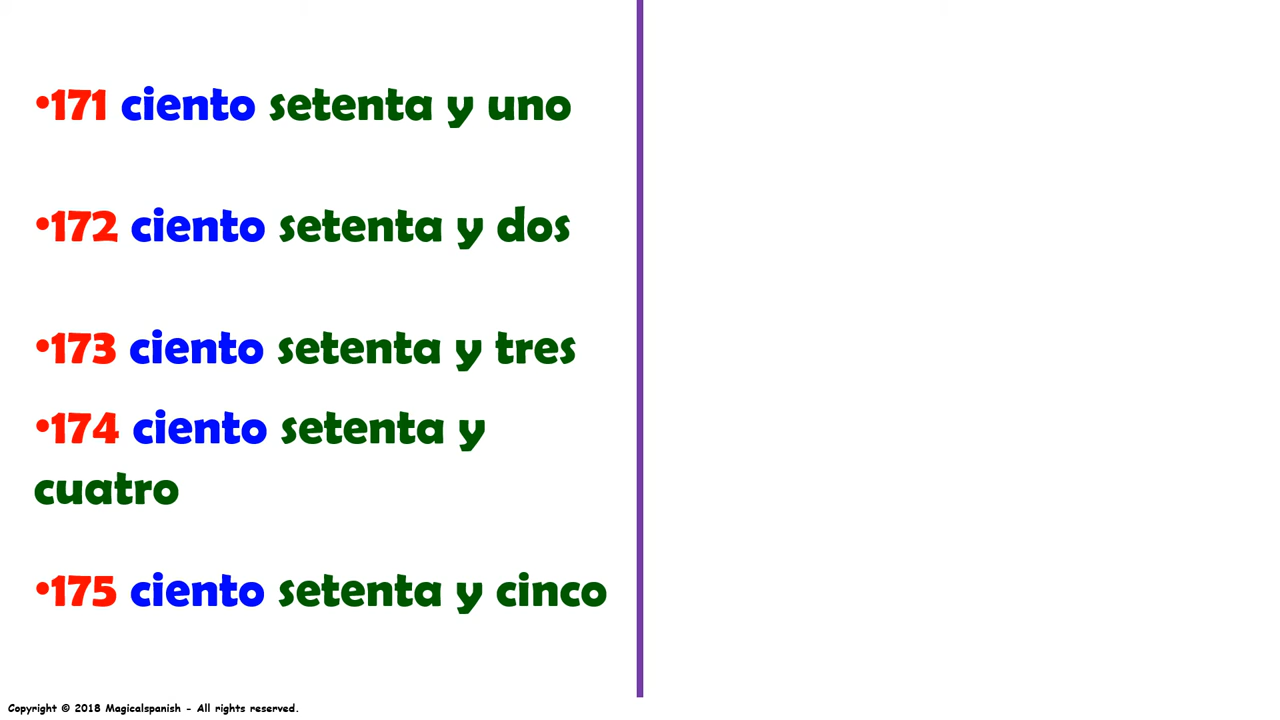 •171 ciento setenta y uno
•172 ciento setenta y dos
•173 ciento setenta y tres
•174 ciento setenta y
cuatro
•175 ciento setenta y cinco
Copyright © 2018 Magicalspanish - All rights reserved.